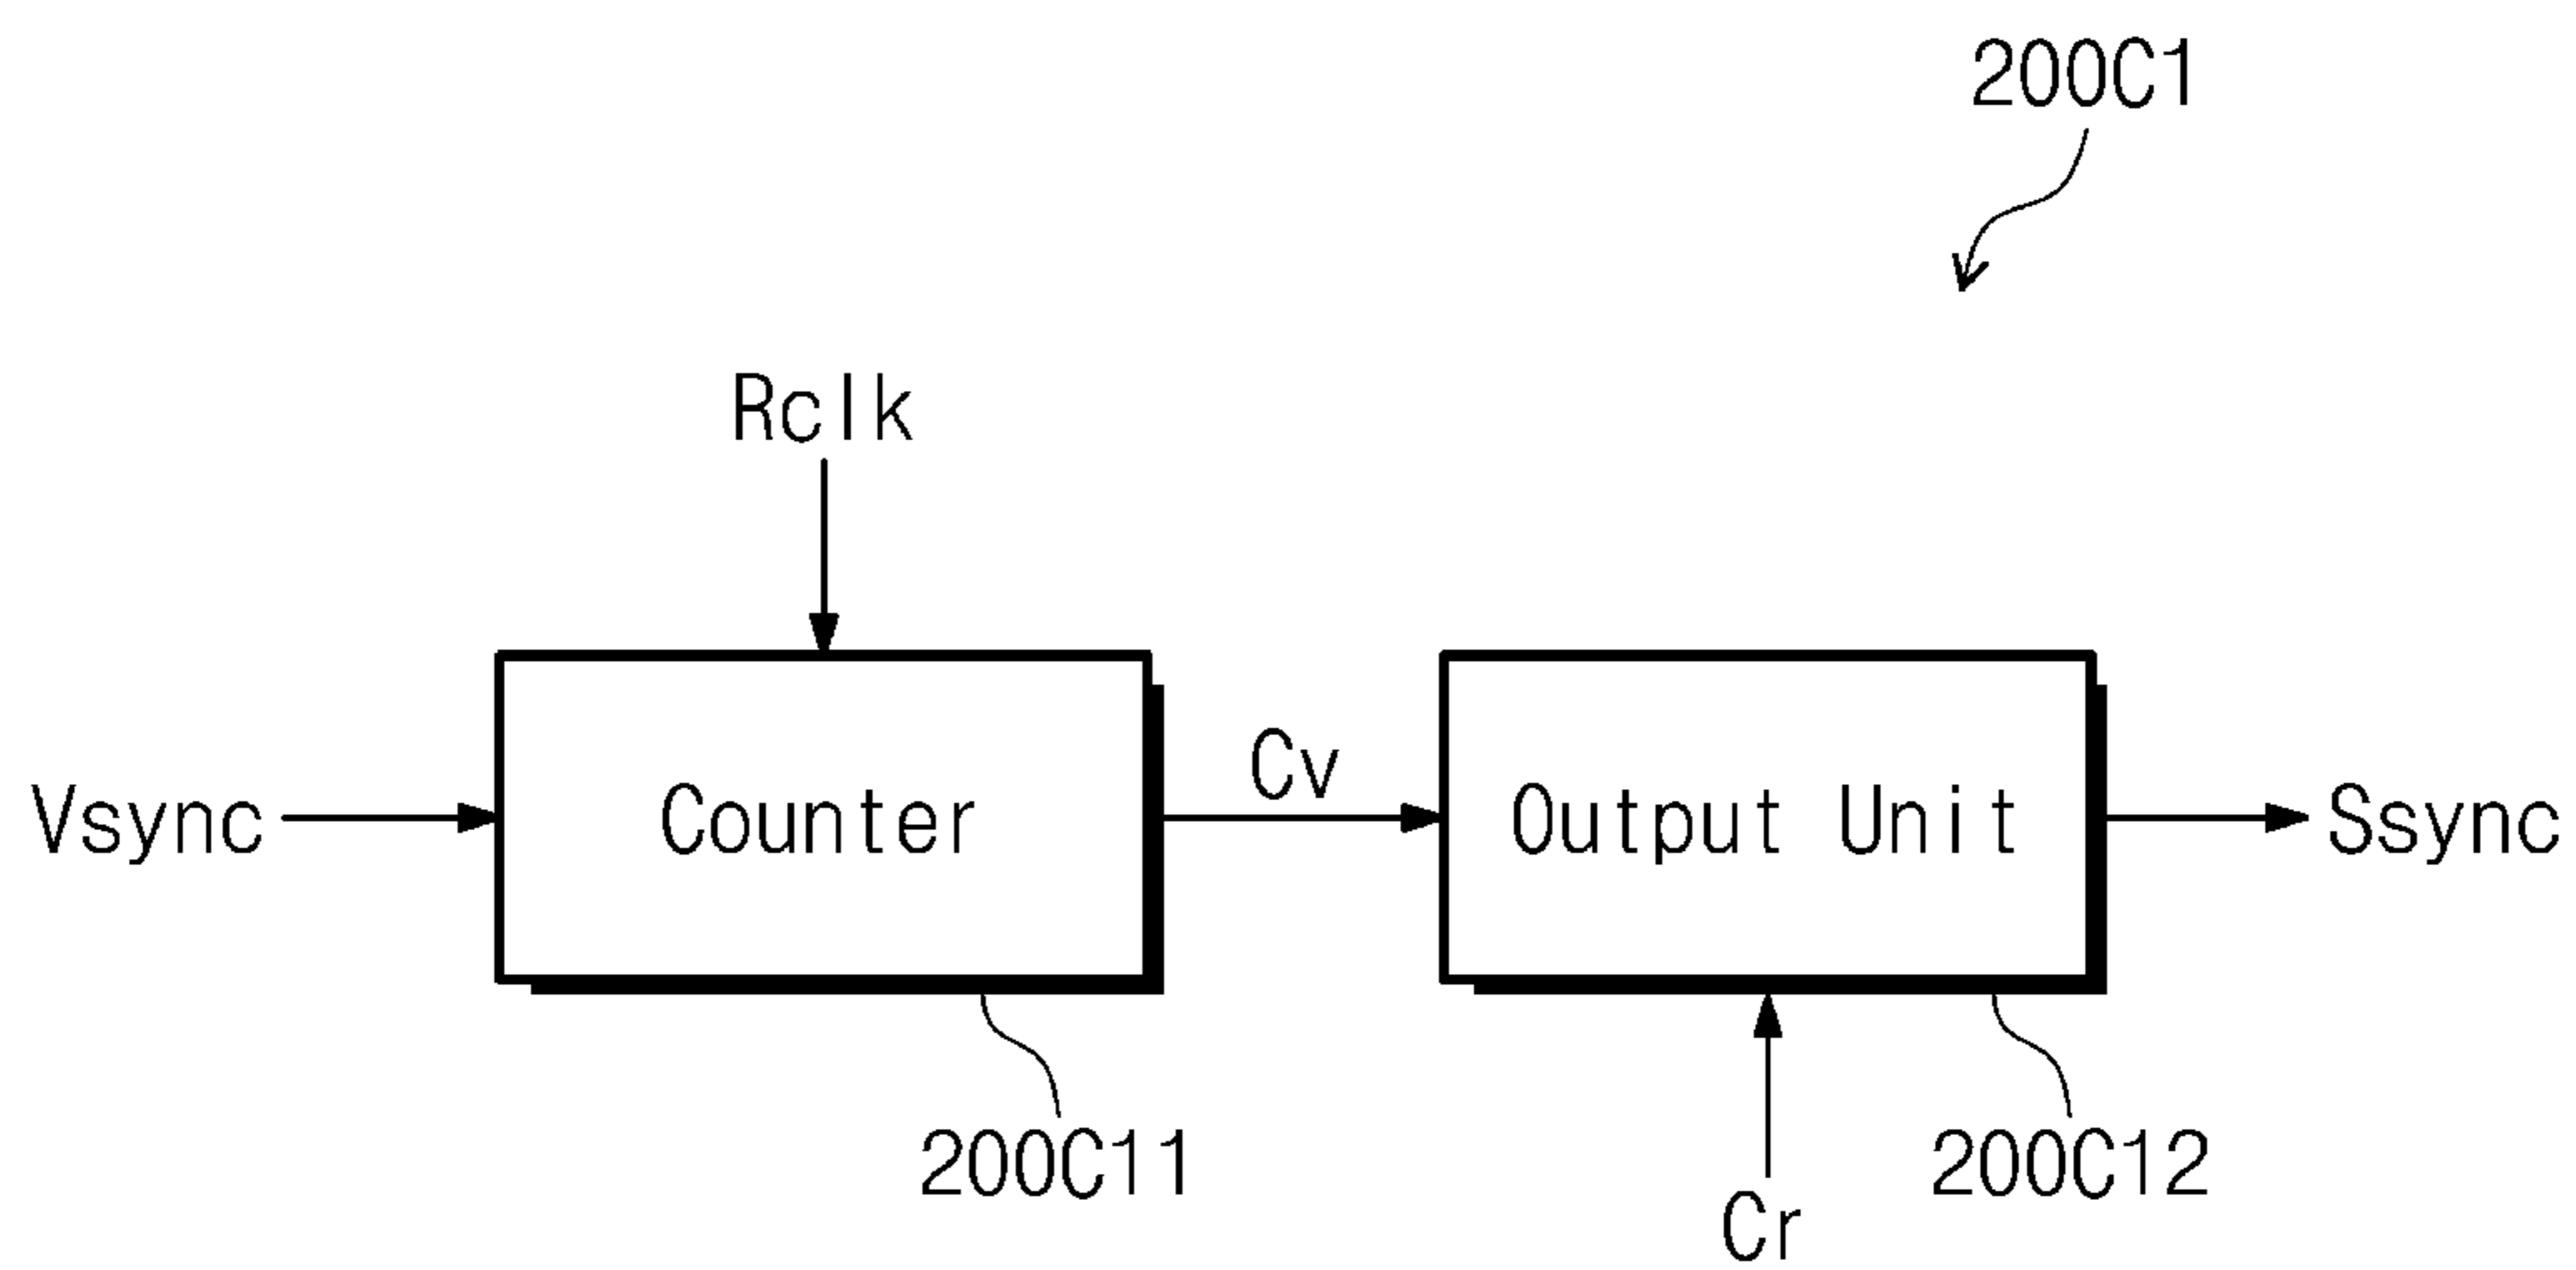 200C1
Rclk
Cv
Vsync
Counter
Output Unit
Ssync
200C11
200C12
Cr